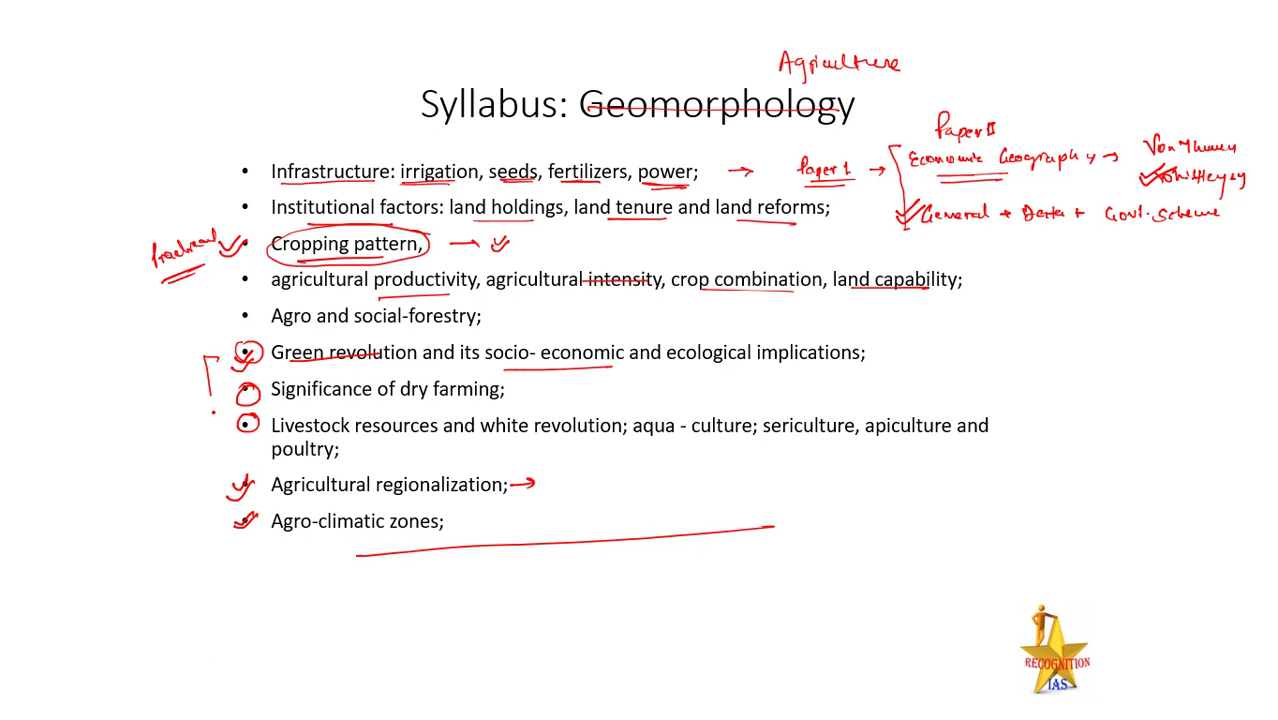 Agriculture
Syllabus: Geomorphology
Paper II
• Infrastructure: irrigation, seeds, fertilizers, power; → Paper 1 → Economic Geography → Von Thunen
Whittlesey
• Institutional factors: land holdings, land tenure and land reforms; General + Data + Govt. Scheme
• Cropping pattern,
• agricultural productivity, agricultural intensity, crop combination, land capability;
• Agro and social-forestry;
• Green revolution and its socio- economic and ecological implications;
• Significance of dry farming;
• Livestock resources and white revolution; aqua - culture; sericulture, apiculture and
poultry;
• Agricultural regionalization; →
• Agro-climatic zones;
RECOGNITION
IAS